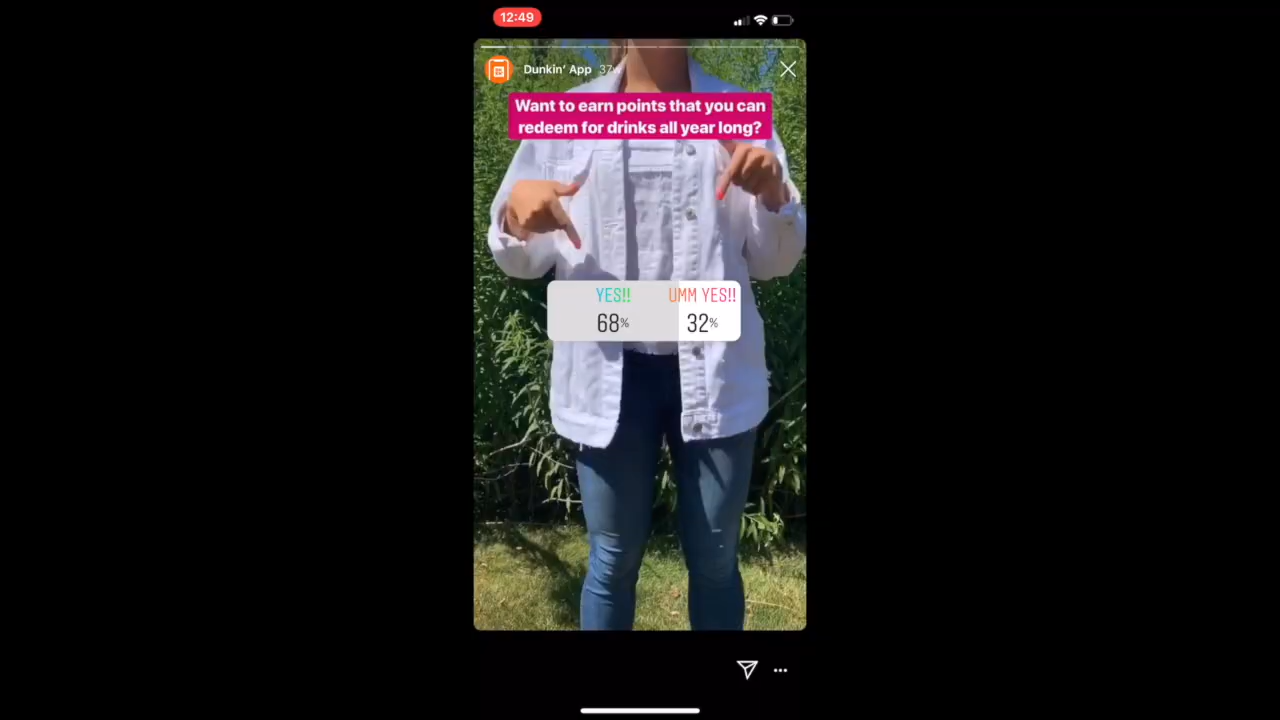 12:49
Dunkin' App 37w
Want to earn points that you can
redeem for drinks all year long?
YES!! UMM YES!!
68% 32%